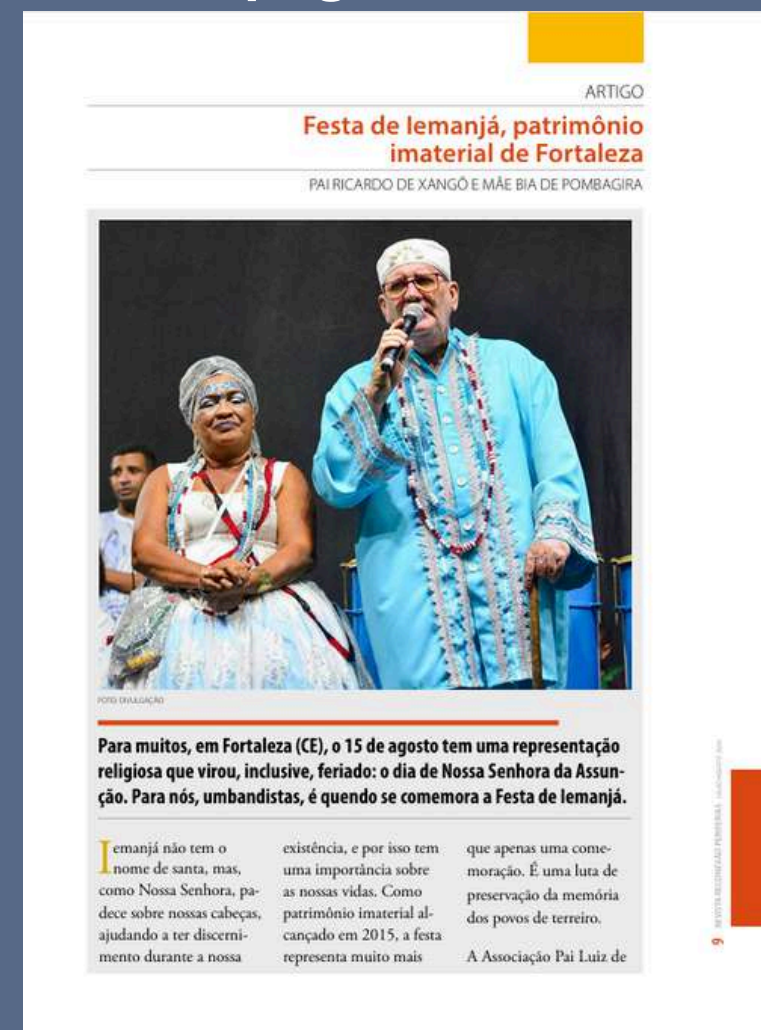 ARTIGO
Festa de Iemanjá, patrimônio
imaterial de Fortaleza
PAI RICARDO DE XANGÔ E MÃE BIA DE POMBAGIRA
FOTO: DIVULGAÇÃO
Para muitos, em Fortaleza (CE), o 15 de agosto tem uma representação
religiosa que virou, inclusive, feriado: o dia de Nossa Senhora da Assun-
ção. Para nós, umbandistas, é quendo se comemora a Festa de Iemanjá.
Iemanjá não tem o
nome de santa, mas,
como Nossa Senhora, pa-
dece sobre nossas cabeças,
ajudando a ter discerni-
mento durante a nossa
existência, e por isso tem
uma importância sobre
as nossas vidas. Como
patrimônio imaterial al-
cançado em 2015, a festa
representa muito mais
que apenas uma come-
moração. É uma luta de
preservação da memória
dos povos de terreiro.
A Associação Pai Luiz de
9 REVISTA RECONEXÃO PERIFERIAS